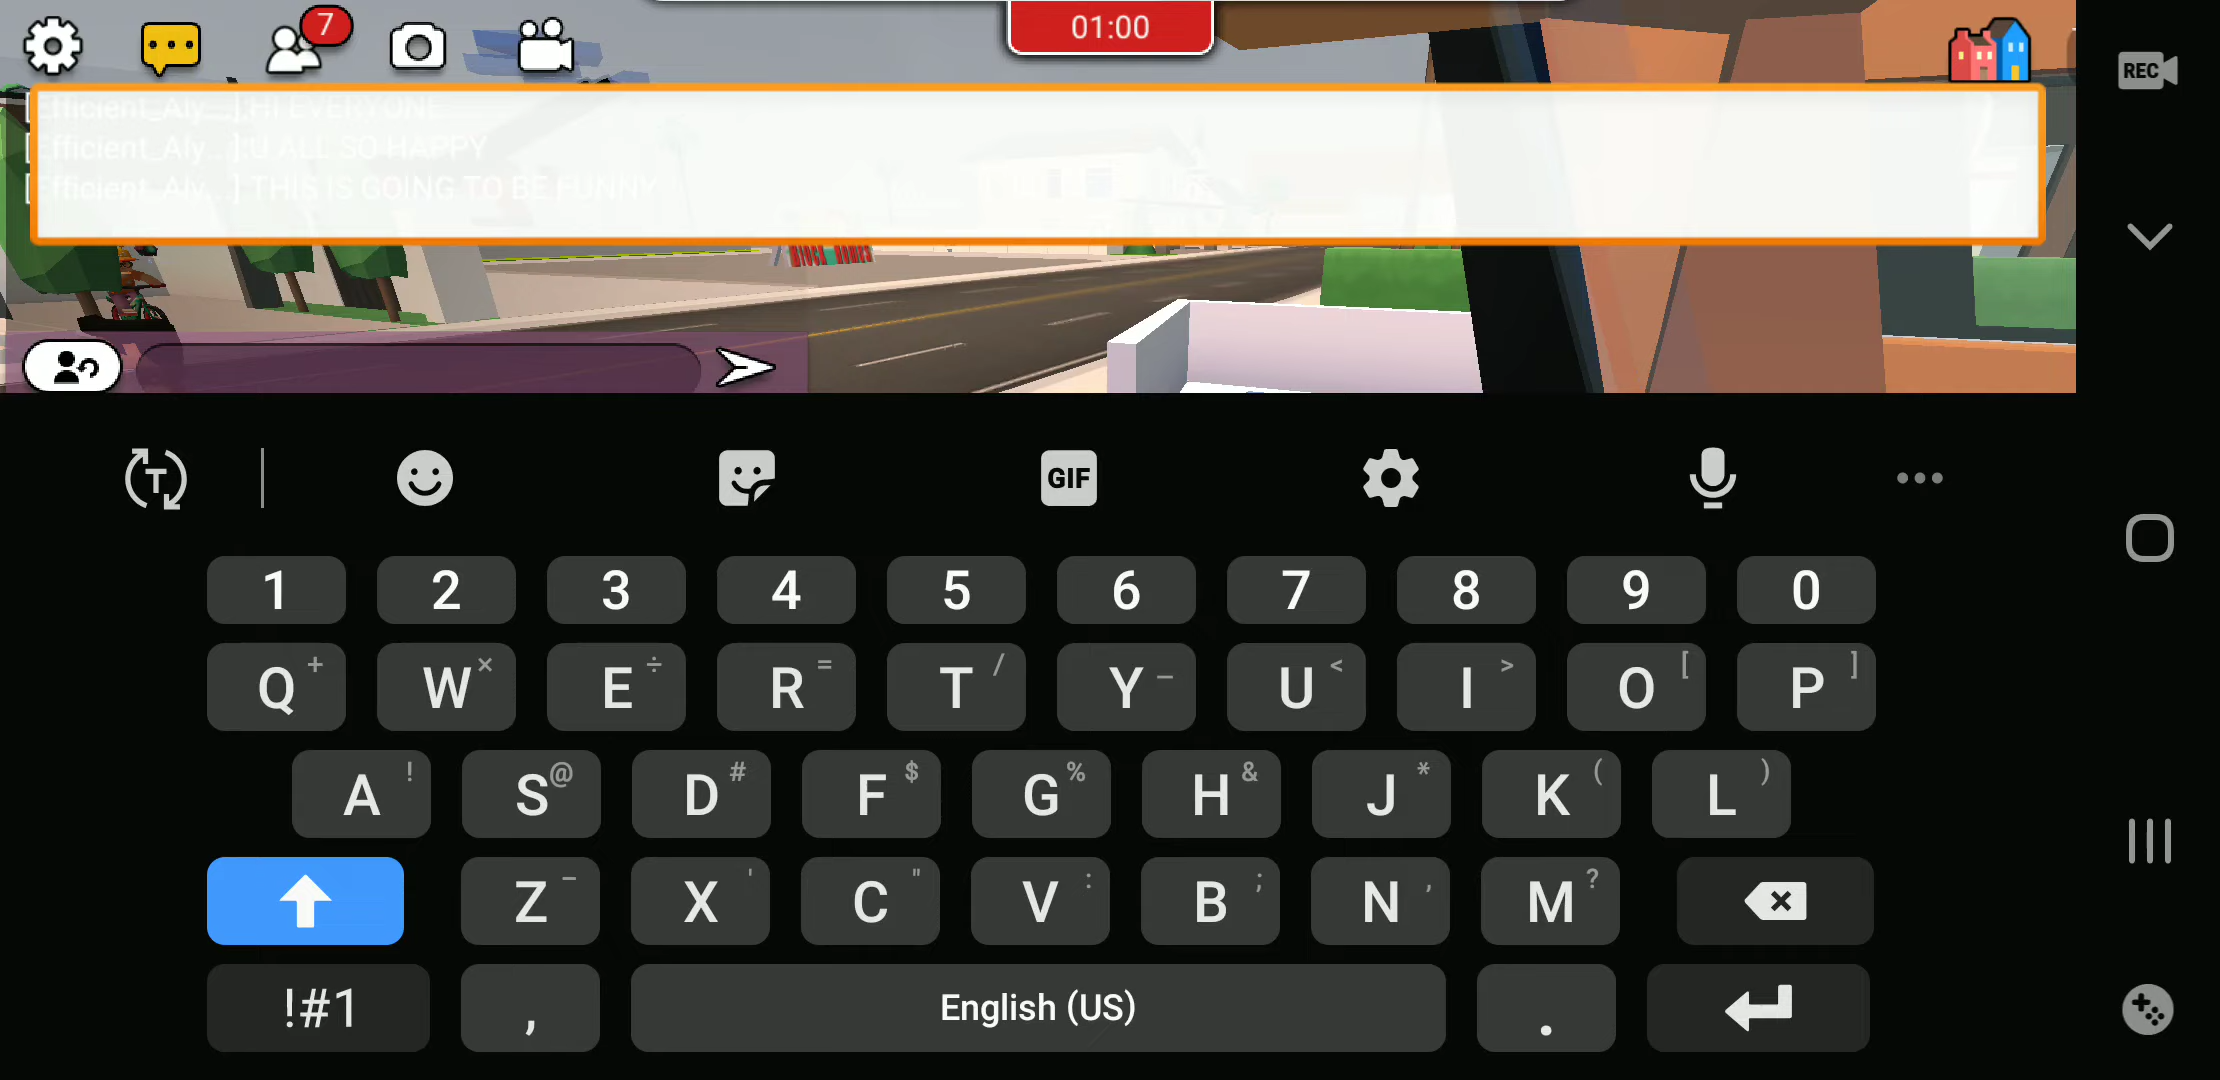 7
01:00
REC
[Efficient_Aly...]:HI EVERYONE
[Efficient_Aly...]:U ALL SO HAPPY
[Efficient_Aly...]:THIS IS GOING TO BE FUNNY
T
GIF
1 2 3 4 5 6 7 8 9 0
Q + W × E ÷ R = T / Y _ U < I > O [ P ]
A ! S @ D # F $ G % H & J * K ( L )
Z - X ' C " V : B ; N , M ?
!#1 , English (US) .